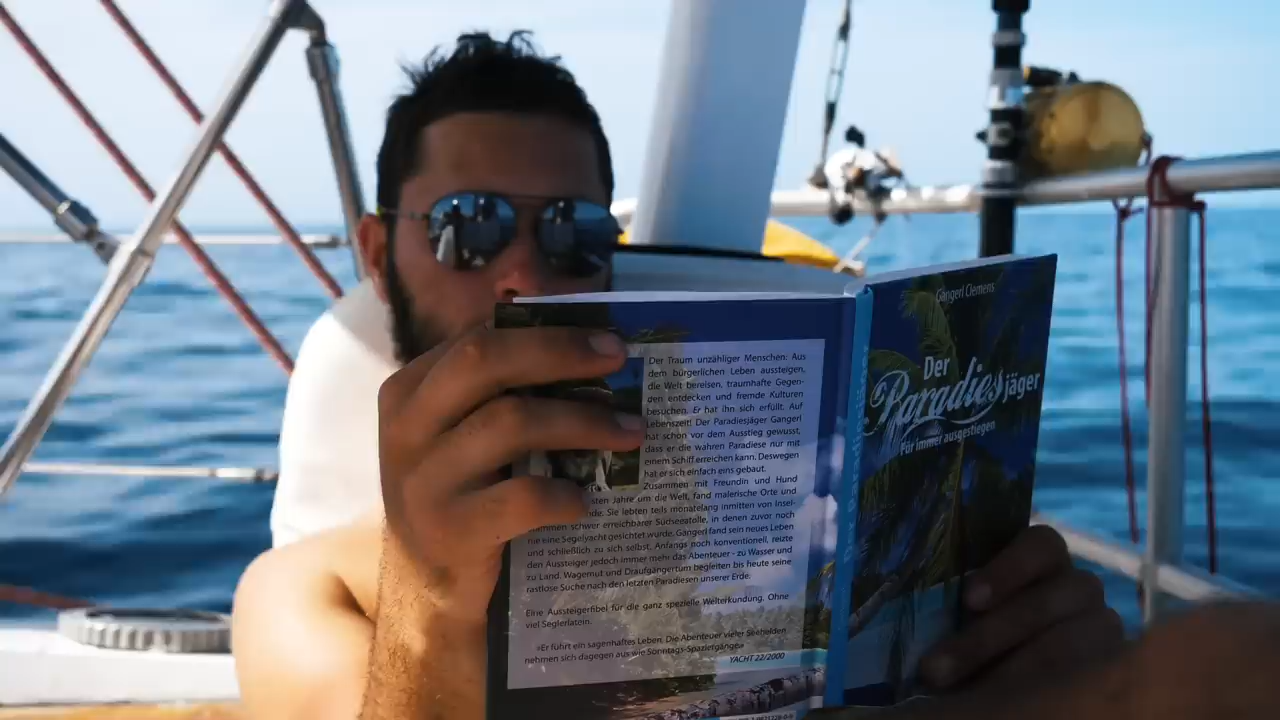 Der Traum unzähliger Menschen: Aus
dem bürgerlichen Leben aussteigen,
die Welt bereisen, traumhafte Gegen-
den entdecken und fremde Kulturen
besuchen. Er hat ihn sich erfüllt. Auf
Lebenszeit! Der Paradiesjäger Gangerl
hat schon vor dem Ausstieg gewusst,
dass er die wahren Paradiese nur mit
einem Schiff erreichen kann. Deswegen
hat er sich einfach eins gebaut.
Zusammen mit Freundin und Hund
sten Jahre um die Welt, fand malerische Orte und
nde. Sie lebten teils monatelang inmitten von Insel-
schwer erreichbarer Südseeatolle, in denen zuvor noch
nie eine Segelyacht gesichtet wurde. Gangerl fand sein neues Leben
und schließlich zu sich selbst. Anfangs noch konventionell, reizte
den Aussteiger jedoch immer mehr das Abenteuer - zu Wasser und
zu Land. Wagemut und Draufgängertum begleiten bis heute seine
rastlose Suche nach den letzten Paradiesen unserer Erde.
Eine Aussteigerfibel für die ganz spezielle Welterkundung. Ohne
viel Seglerlatein.
»Er führt ein sagenhaftes Leben. Die Abenteuer vieler Seehelden
nehmen sich dagegen aus wie Sonntags-Spaziergänge«
YACHT 22/2000
Der Paradiesjäger
Gangerl Clemens
Der
Paradiesjäger
Für immer ausgestiegen